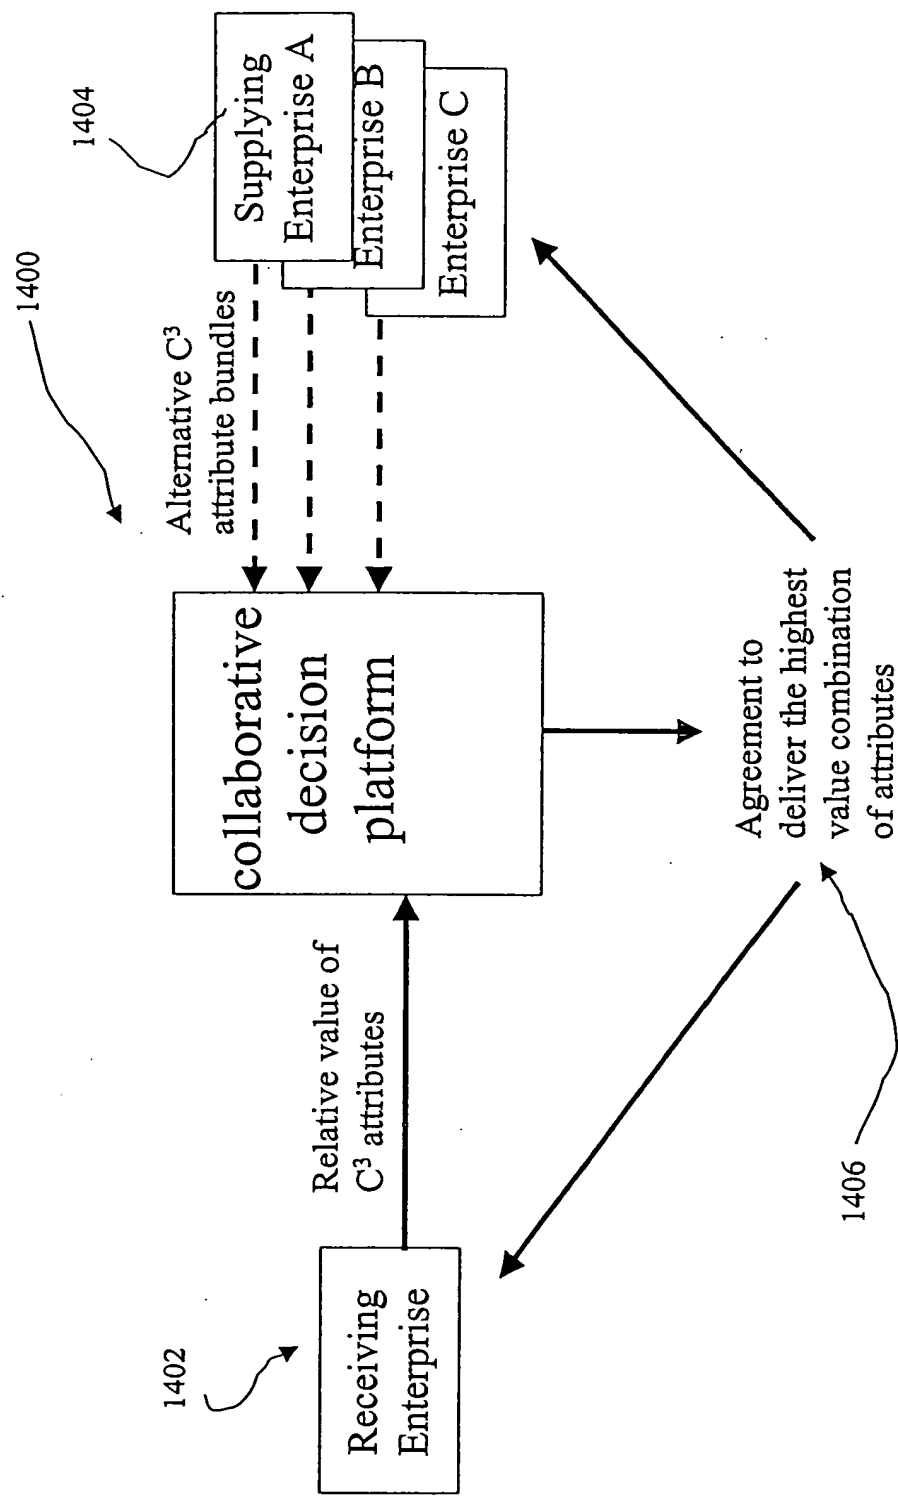 1400
1402
Receiving
Enterprise
Relative value of
C³ attributes
collaborative
decision
platform
Alternative C³
attribute bundles
1404
Supplying
Enterprise A
Enterprise B
Enterprise C
Agreement to
deliver the highest
value combination
of attributes
1406